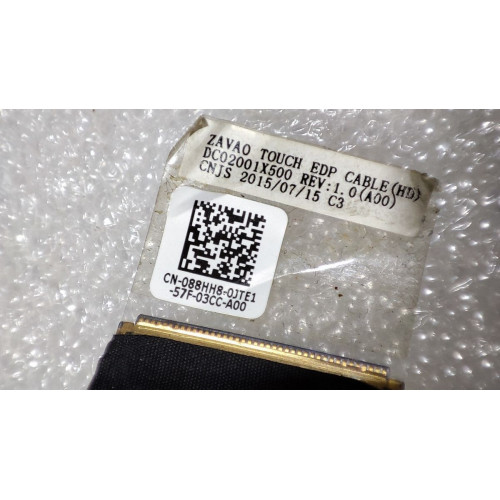 ZAVAO TOUCH EDP CABLE(HD)
DC02001X500 REV:1.0(A00)
CNJS 2015/07/15 C3
CN-088HH8-0JTE1
-57F-03CC-A00